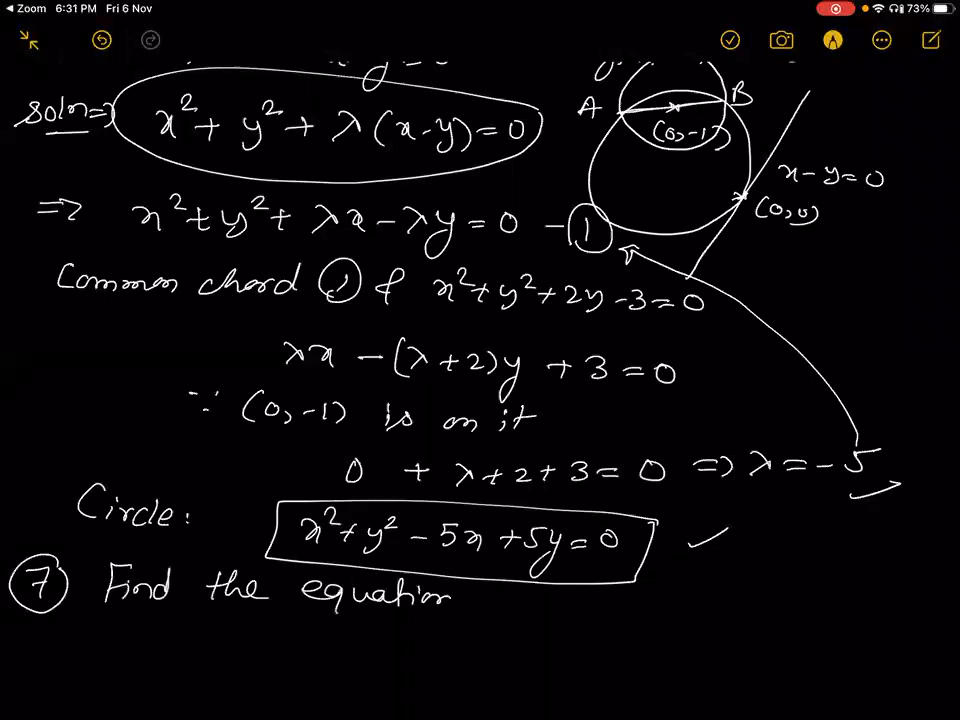 Zoom 6:31 PM Fri 6 Nov 73%
Soln ⇒ x² + y² + λ(x-y) = 0
A B
(0,-1)
x - y = 0
(0,0)
⇒ x² + y² + λx - λy = 0 - ①
Common chord ① & x² + y² + 2y - 3 = 0
λx - (λ+2)y + 3 = 0
∵ (0,-1) is on it
0 + λ + 2 + 3 = 0 ⇒ λ = -5
Circle: x² + y² - 5x + 5y = 0
⑦ Find the equation